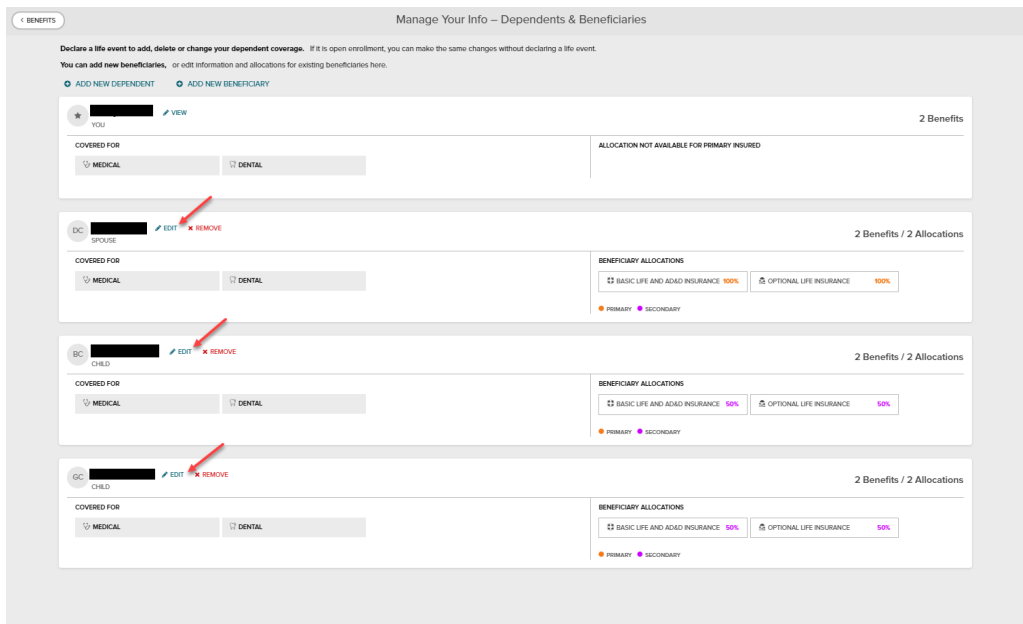 < BENEFITS
Manage Your Info – Dependents & Beneficiaries
Declare a life event to add, delete or change your dependent coverage. If it is open enrollment, you can make the same changes without declaring a life event.
You can add new beneficiaries, or edit information and allocations for existing beneficiaries here.
ADD NEW DEPENDENT ADD NEW BENEFICIARY
VIEW
YOU
2 Benefits
COVERED FOR
ALLOCATION NOT AVAILABLE FOR PRIMARY INSURED
MEDICAL DENTAL
DC EDIT × REMOVE
SPOUSE
2 Benefits / 2 Allocations
COVERED FOR
BENEFICIARY ALLOCATIONS
MEDICAL DENTAL
BASIC LIFE AND AD&D INSURANCE 100% OPTIONAL LIFE INSURANCE 100%
PRIMARY SECONDARY
BC EDIT × REMOVE
CHILD
2 Benefits / 2 Allocations
COVERED FOR
BENEFICIARY ALLOCATIONS
MEDICAL DENTAL
BASIC LIFE AND AD&D INSURANCE 50% OPTIONAL LIFE INSURANCE 50%
PRIMARY SECONDARY
GC EDIT × REMOVE
CHILD
2 Benefits / 2 Allocations
COVERED FOR
BENEFICIARY ALLOCATIONS
MEDICAL DENTAL
BASIC LIFE AND AD&D INSURANCE 50% OPTIONAL LIFE INSURANCE 50%
PRIMARY SECONDARY